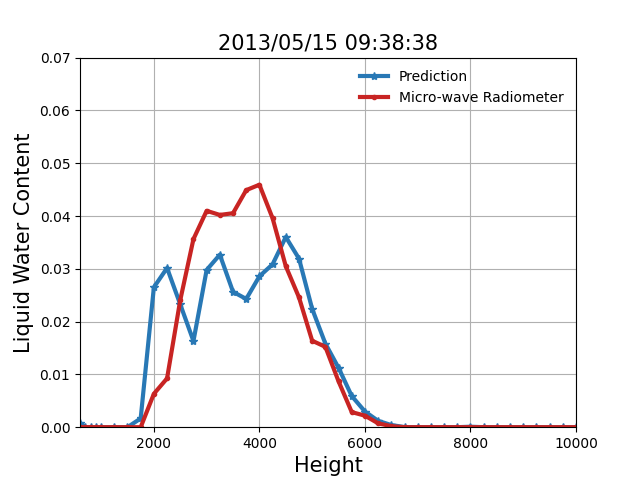 2013/05/15 09:38:38
Prediction
Micro-wave Radiometer
Liquid Water Content
0.07
0.06
0.05
0.04
0.03
0.02
0.01
0.00
2000 4000 6000 8000 10000
Height